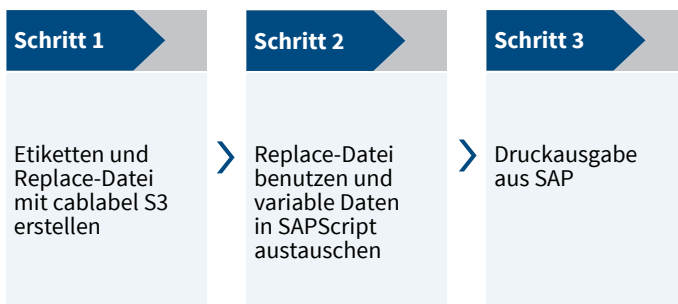 Schritt 1
Etiketten und
Replace-Datei
mit cablabel S3
erstellen
Schritt 2
Replace-Datei
benutzen und
variable Daten
in SAPScript
austauschen
Schritt 3
Druckausgabe
aus SAP